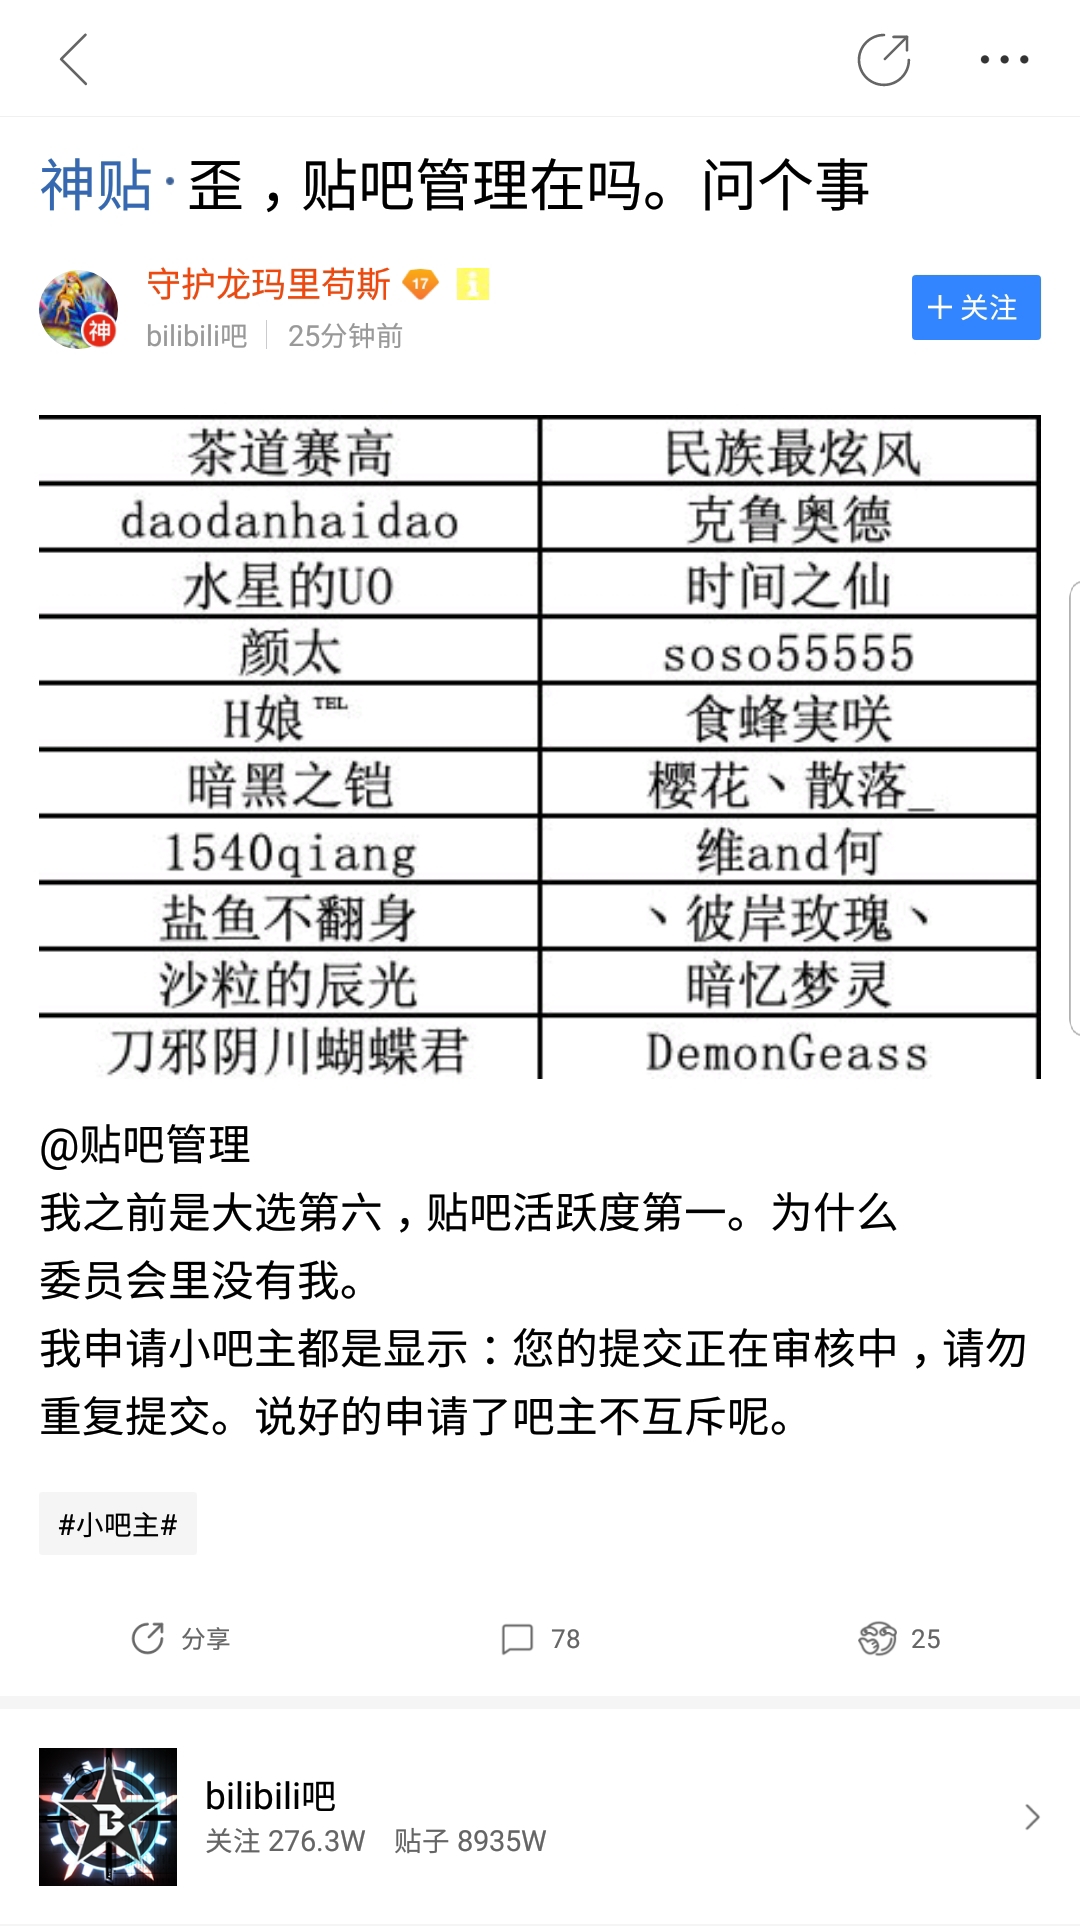 神贴·歪，贴吧管理在吗。问个事
守护龙玛里苟斯 17
神
bilibili吧 25分钟前
关注
茶道赛高 民族最炫风
daodanhaidao 克鲁奥德
水星的UO 时间之仙
颜太 soso55555
H娘℡ 食蜂実咲
暗黑之铠 樱花丶散落_
1540qiang 维and何
盐鱼不翻身 丶彼岸玫瑰丶
沙粒的辰光 暗忆梦灵
刀邪阴川蝴蝶君 DemonGeass
@贴吧管理
我之前是大选第六，贴吧活跃度第一。为什么
委员会里没有我。
我申请小吧主都是显示：您的提交正在审核中，请勿
重复提交。说好的申请了吧主不互斥呢。
#小吧主#
分享 78 25
B
bilibili吧
关注 276.3W 贴子 8935W